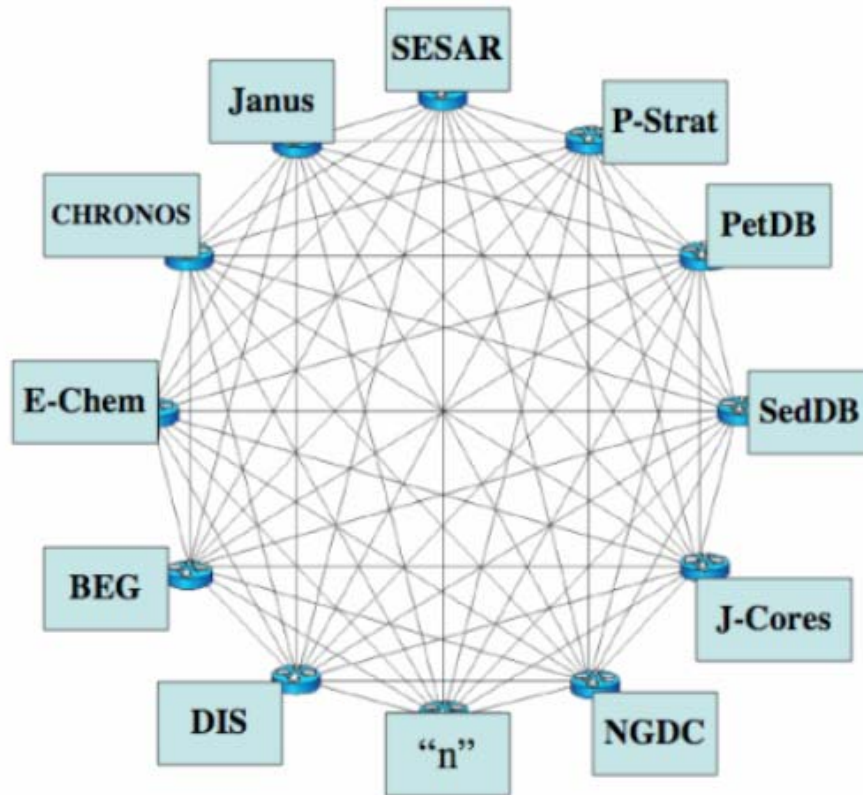 SESAR
Janus
P-Strat
CHRONOS
PetDB
E-Chem
SedDB
BEG
J-Cores
DIS
“n”
NGDC